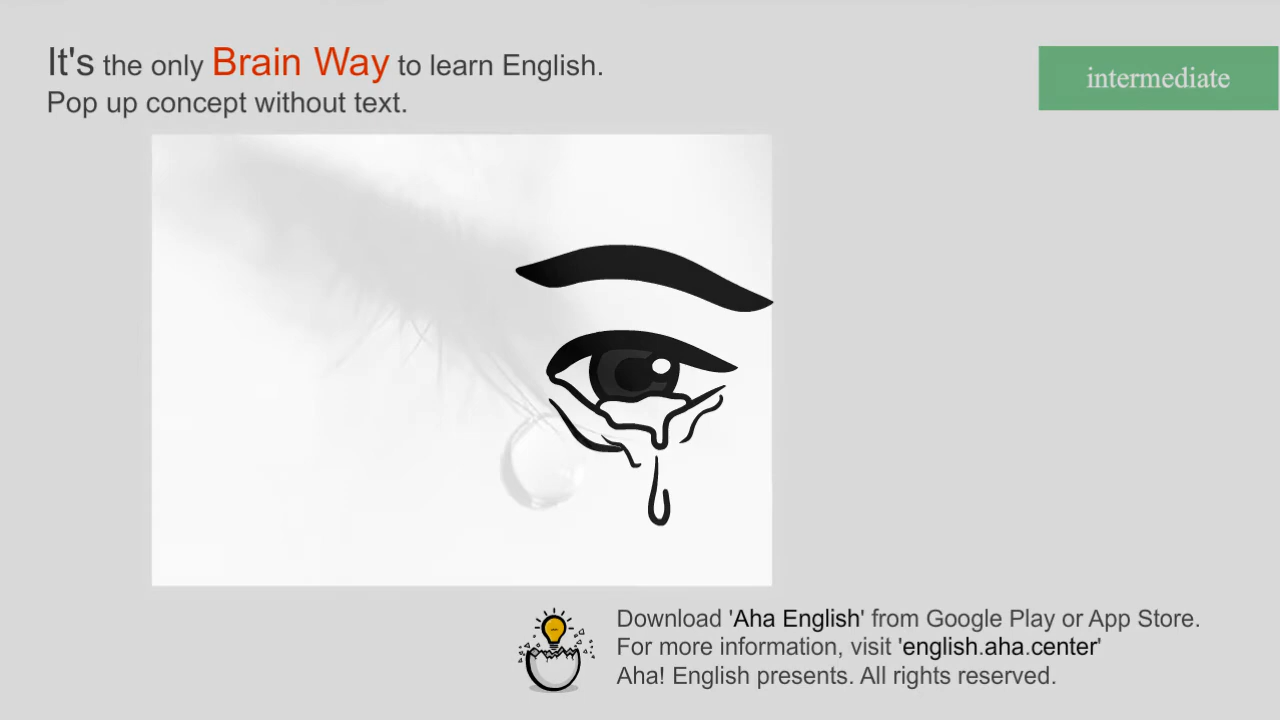 It's the only Brain Way to learn English.
Pop up concept without text.
intermediate
Download 'Aha English' from Google Play or App Store.
For more information, visit 'english.aha.center'
Aha! English presents. All rights reserved.